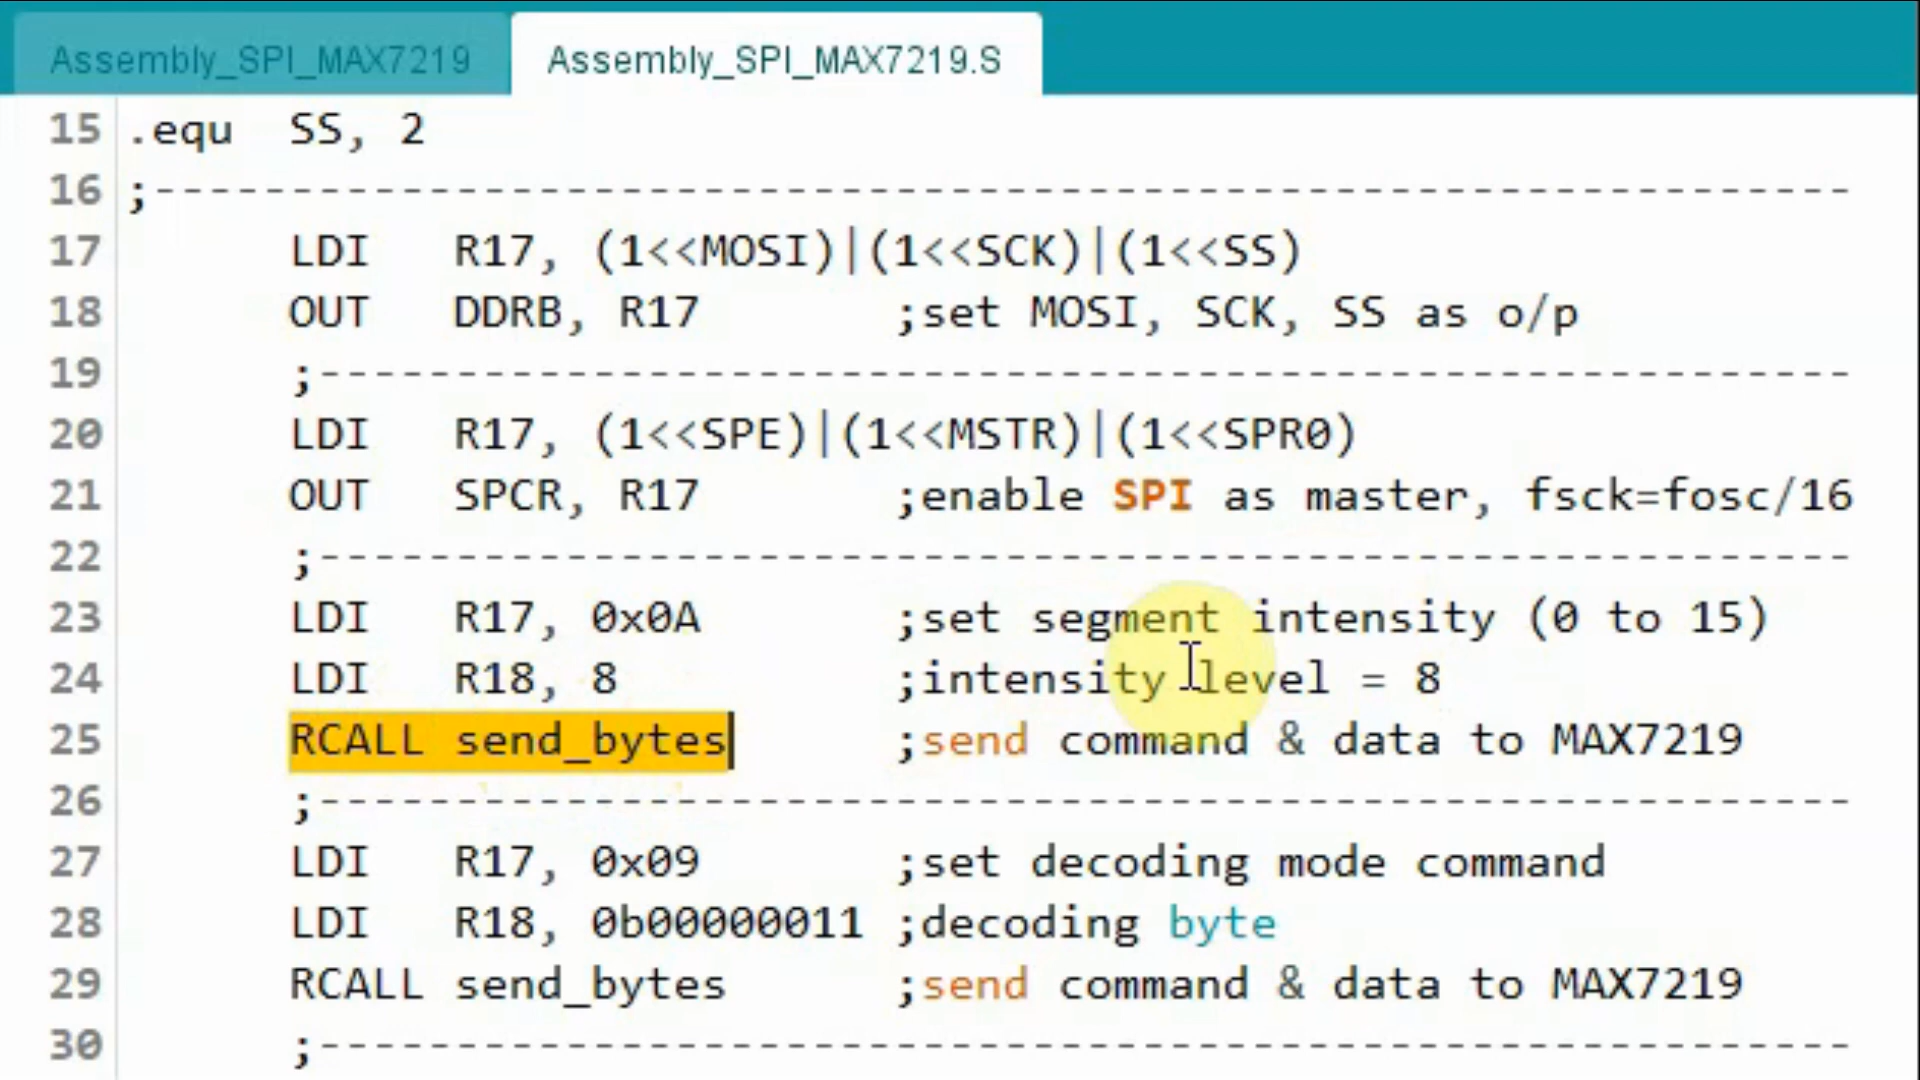 Assembly_SPI_MAX7219 Assembly_SPI_MAX7219.S
15 .equ SS, 2
16 ;--------------------------------------------------------------
17 LDI R17, (1<<MOSI)|(1<<SCK)|(1<<SS)
18 OUT DDRB, R17 ;set MOSI, SCK, SS as o/p
19 ;--------------------------------------------------------
20 LDI R17, (1<<SPE)|(1<<MSTR)|(1<<SPR0)
21 OUT SPCR, R17 ;enable SPI as master, fsck=fosc/16
22 ;--------------------------------------------------------
23 LDI R17, 0x0A ;set segment intensity (0 to 15)
24 LDI R18, 8 ;intensity level = 8
25 RCALL send_bytes ;send command & data to MAX7219
26 ;--------------------------------------------------------
27 LDI R17, 0x09 ;set decoding mode command
28 LDI R18, 0b00000011 ;decoding byte
29 RCALL send_bytes ;send command & data to MAX7219
30 ;--------------------------------------------------------